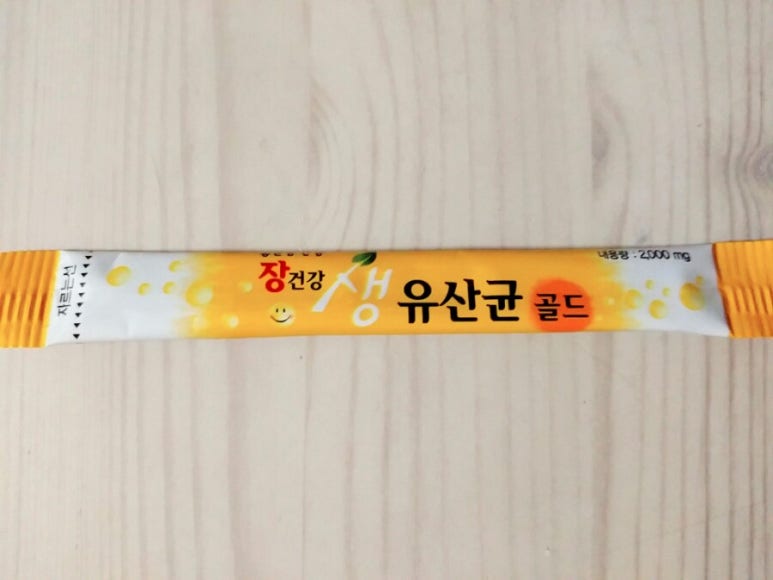 자르는선
장건강
생 유산균 골드
내용량 : 2,000 mg